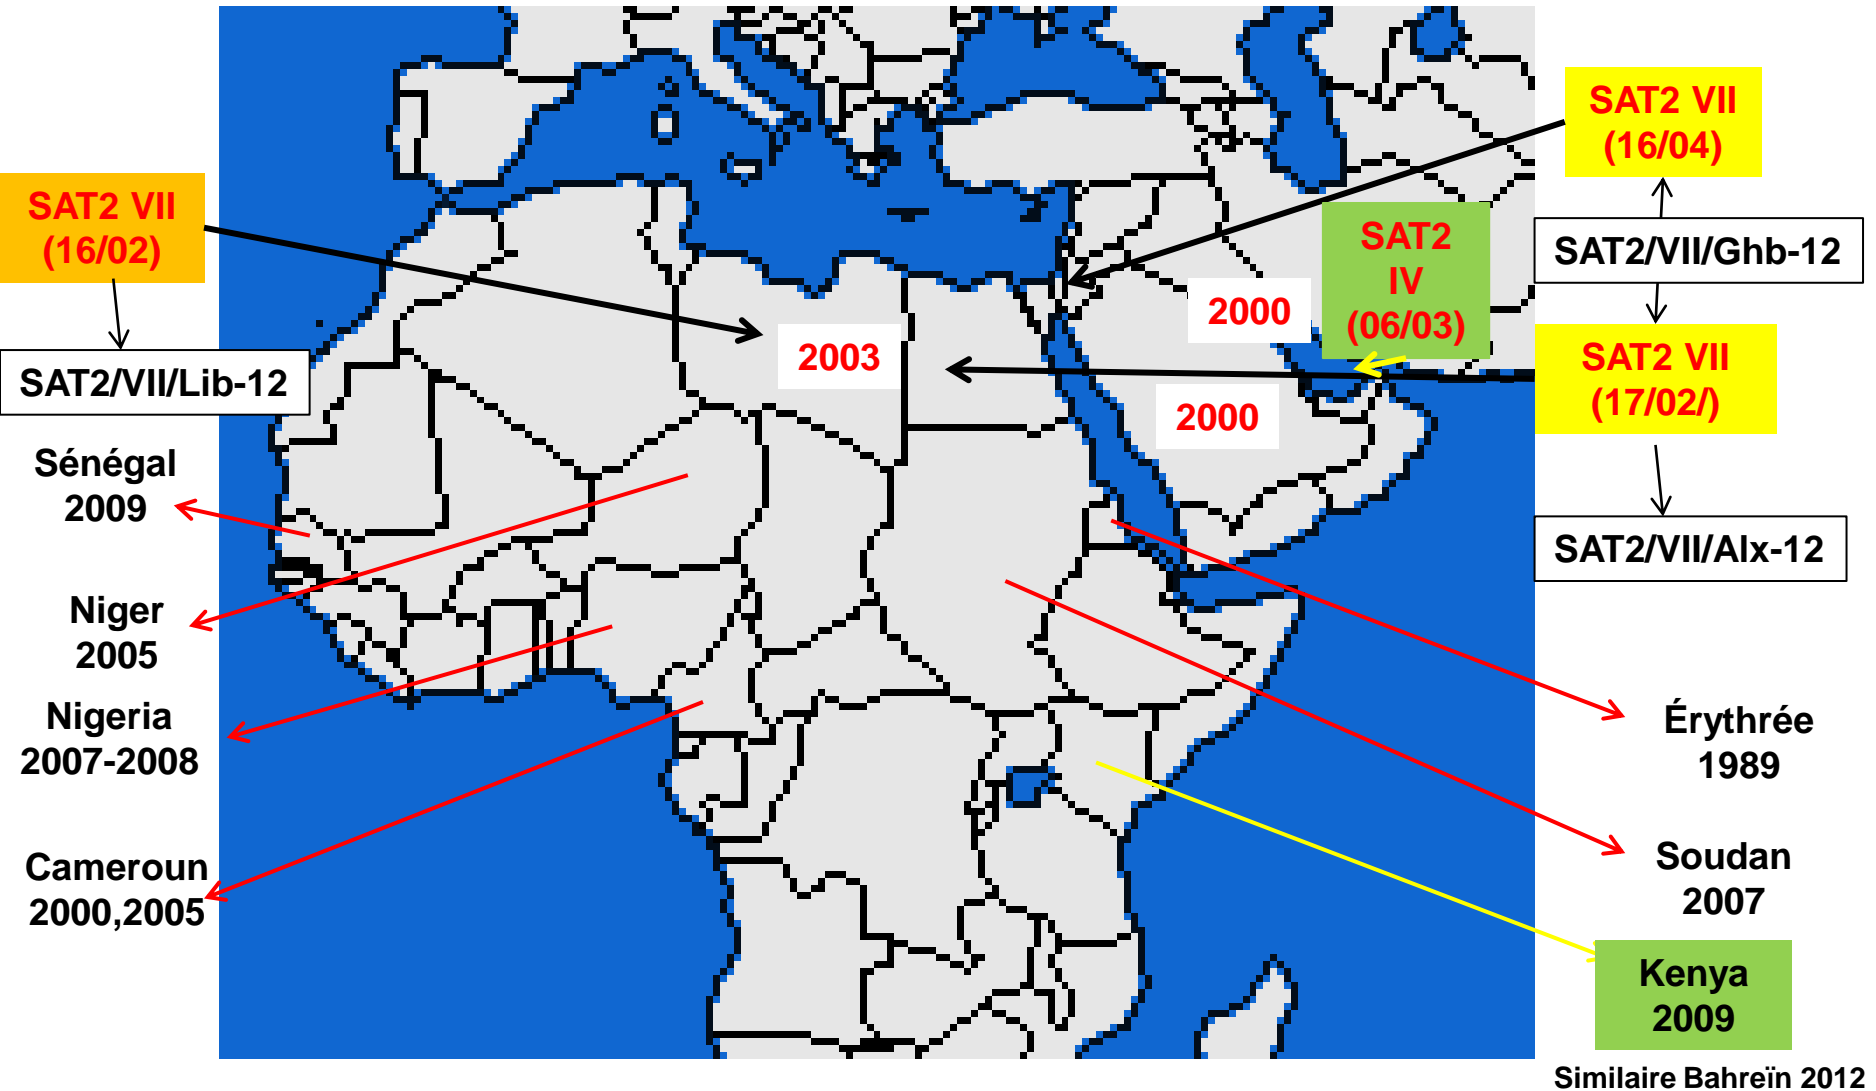 SAT2 VII
(16/04)
SAT2 VII
(16/02)
SAT2
IV
(06/03)
SAT2/VII/Ghb-12
2000
2003
SAT2 VII
(17/02/)
SAT2/VII/Lib-12
2000
Sénégal
2009
SAT2/VII/Alx-12
Niger
2005
Nigeria
2007-2008
Érythrée
1989
Cameroun
2000,2005
Soudan
2007
Kenya
2009
Similaire Bahreïn 2012